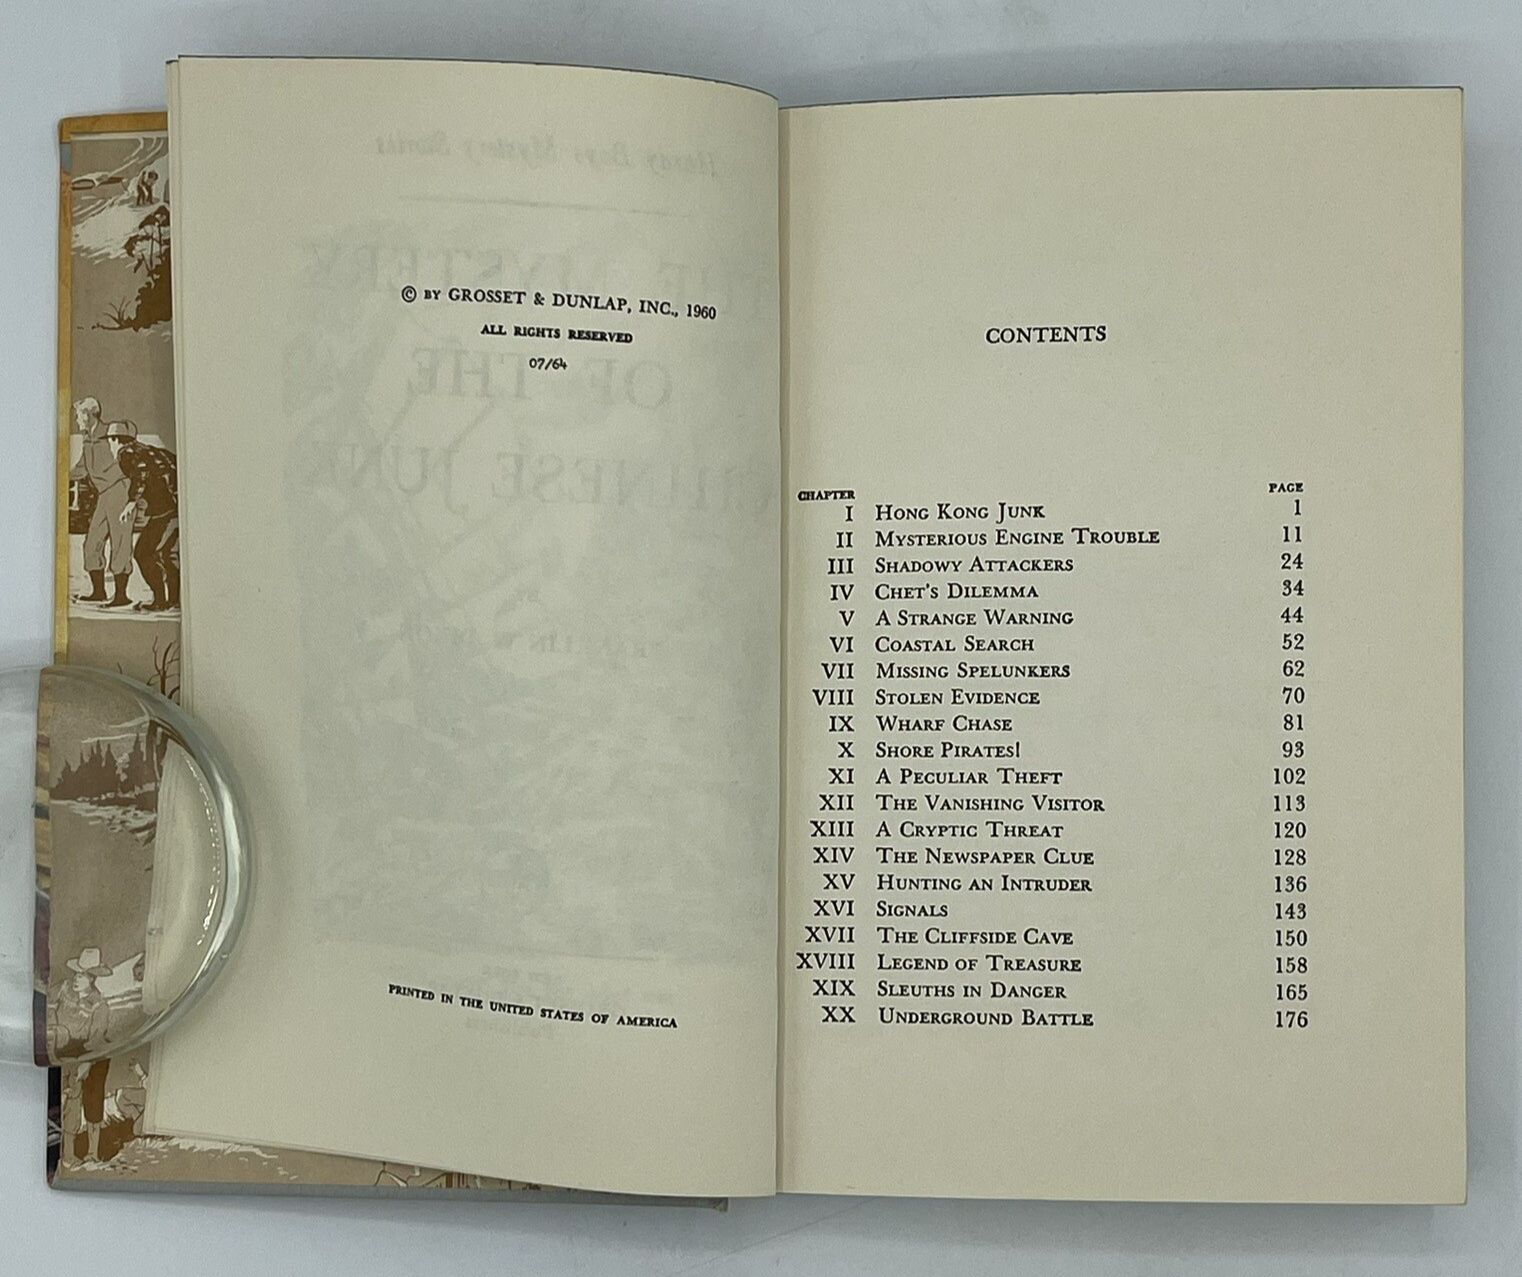 © BY GROSSET & DUNLAP, INC., 1960
ALL RIGHTS RESERVED
07/64
PRINTED IN THE UNITED STATES OF AMERICA
CONTENTS
CHAPTER PAGE
I HONG KONG JUNK 1
II MYSTERIOUS ENGINE TROUBLE 11
III SHADOWY ATTACKERS 24
IV CHET'S DILEMMA 34
V A STRANGE WARNING 44
VI COASTAL SEARCH 52
VII MISSING SPELUNKERS 62
VIII STOLEN EVIDENCE 70
IX WHARF CHASE 81
X SHORE PIRATES! 93
XI A PECULIAR THEFT 102
XII THE VANISHING VISITOR 113
XIII A CRYPTIC THREAT 120
XIV THE NEWSPAPER CLUE 128
XV HUNTING AN INTRUDER 136
XVI SIGNALS 143
XVII THE CLIFFSIDE CAVE 150
XVIII LEGEND OF TREASURE 158
XIX SLEUTHS IN DANGER 165
XX UNDERGROUND BATTLE 176